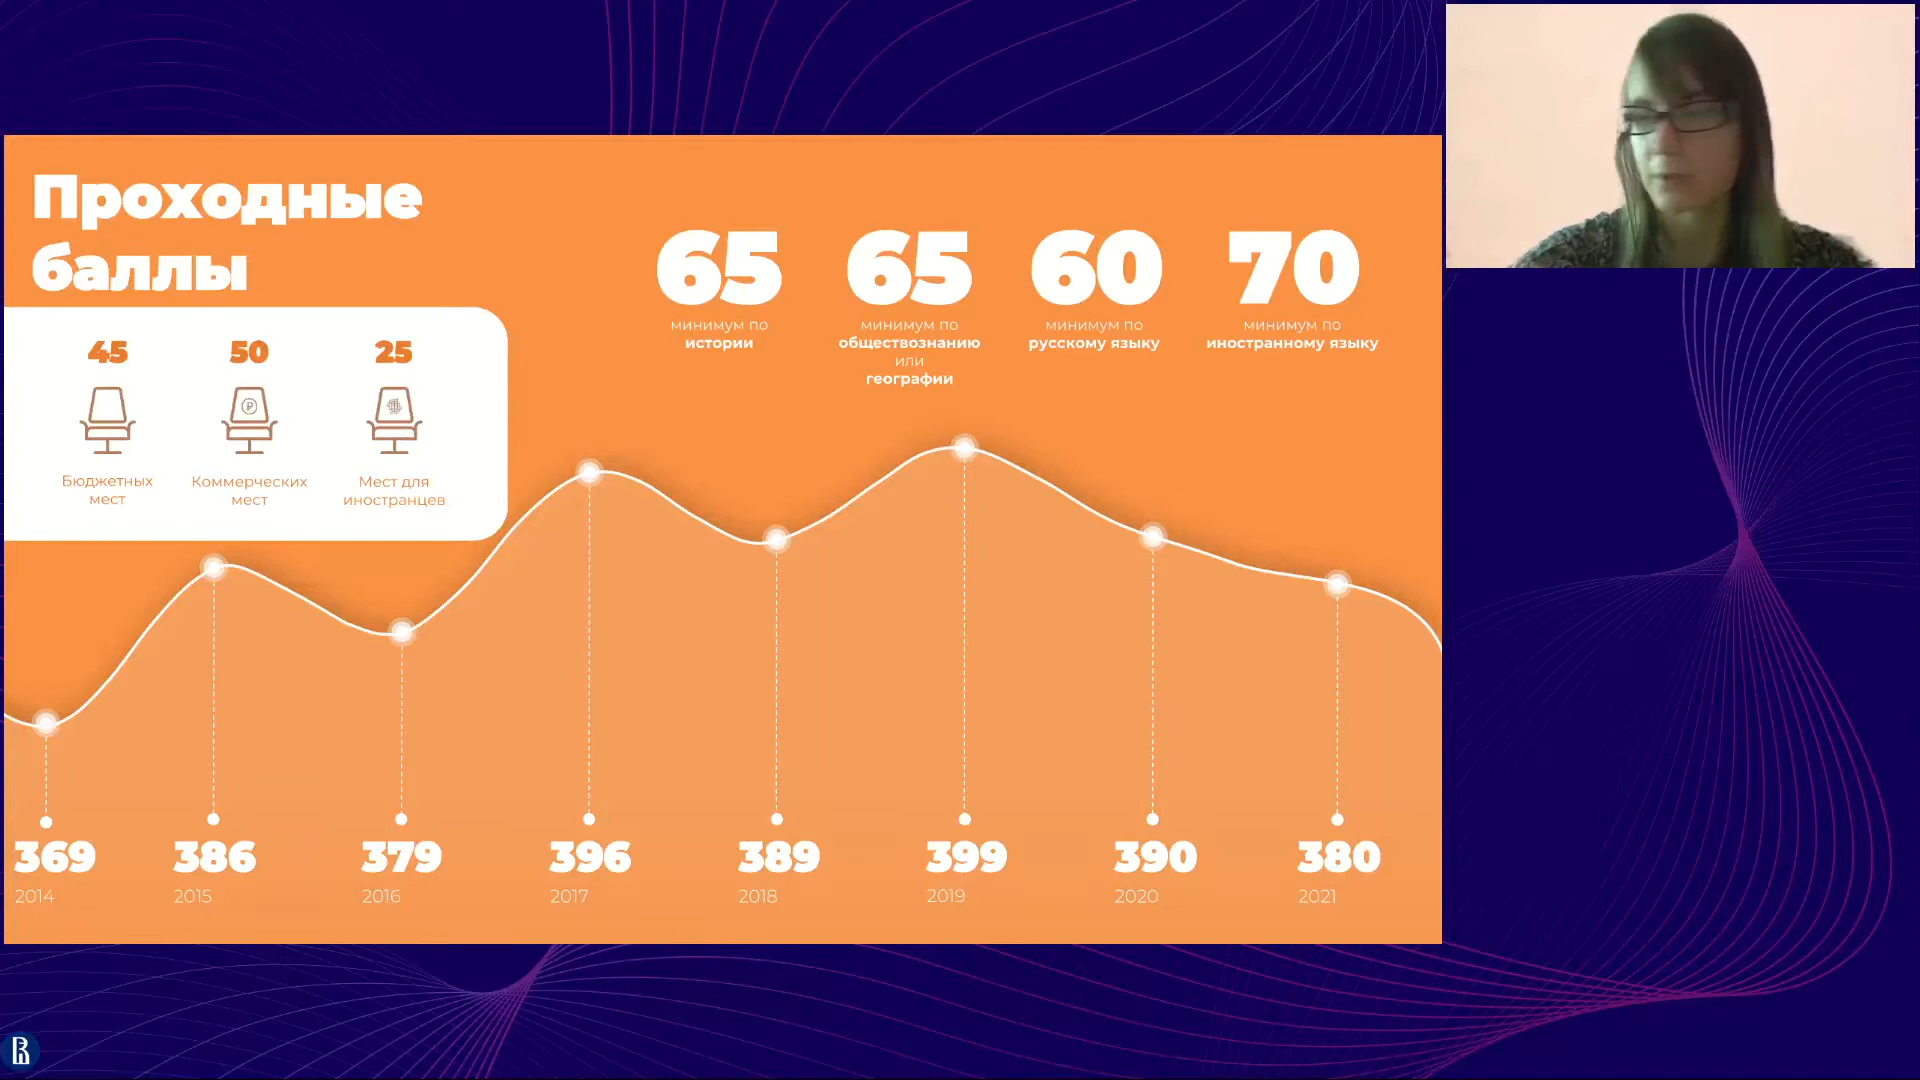 Проходные
баллы
65
минимум по
истории
65
минимум по
обществознанию
или
географии
60
минимум по
русскому языку
70
минимум по
иностранному языку
45
Бюджетных
мест
50
Коммерческих
мест
25
Мест для
иностранцев
369
2014
386
2015
379
2016
396
2017
389
2018
399
2019
390
2020
380
2021